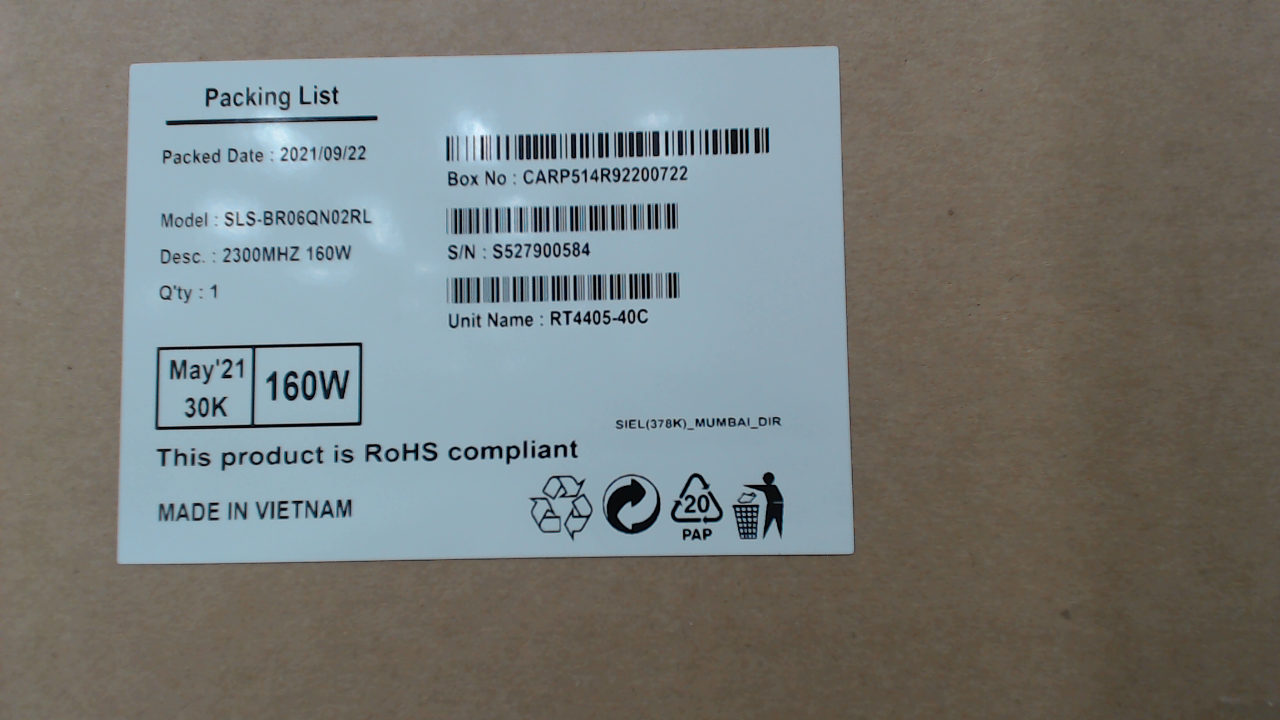 Packing List
Packed Date : 2021/09/22
Box No : CARP514R92200722
Model : SLS-BR06QN02RL
S/N : S527900584
Desc. : 2300MHZ 160W
Q'ty : 1
Unit Name : RT4405-40C
May'21
30K
160W
SIEL(378K)_MUMBAI_DIR
This product is RoHS compliant
MADE IN VIETNAM
20
PAP